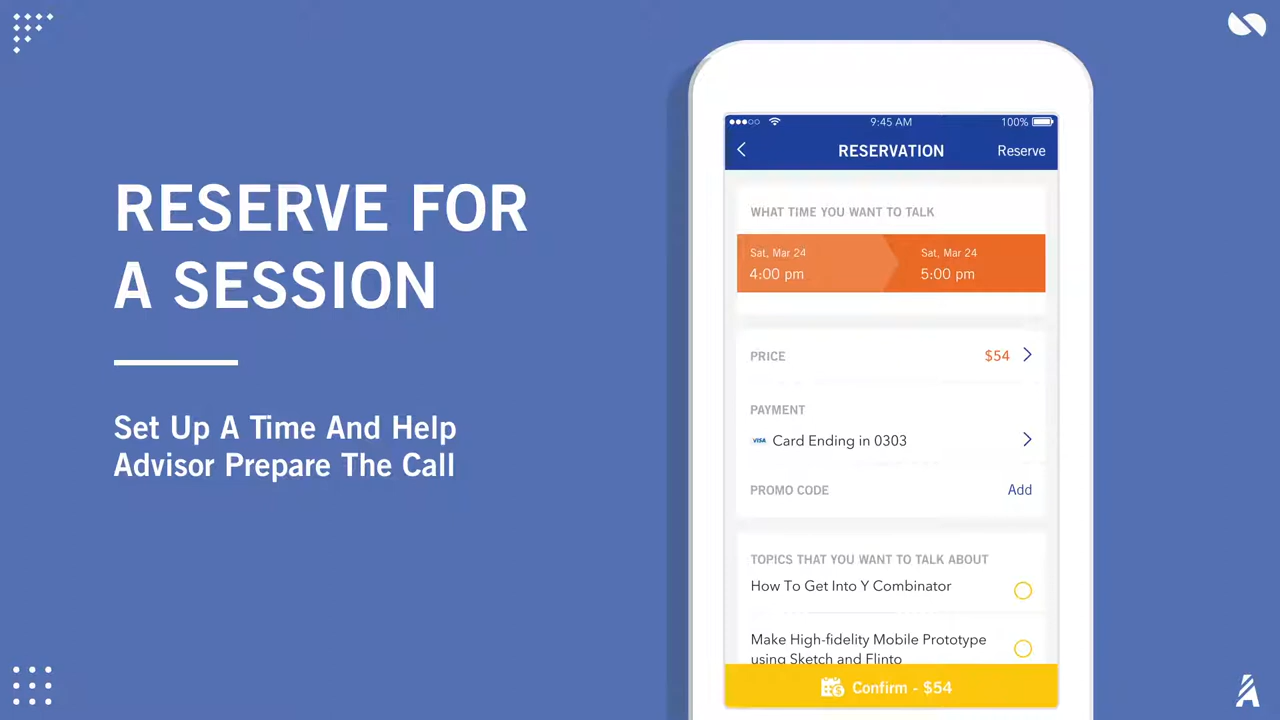 RESERVE FOR
A SESSION
Set Up A Time And Help
Advisor Prepare The Call
9:45 AM
100%
RESERVATION
Reserve
WHAT TIME YOU WANT TO TALK
Sat, Mar 24
4:00 pm
Sat, Mar 24
5:00 pm
PRICE
$54
PAYMENT
VISA Card Ending in 0303
PROMO CODE
Add
TOPICS THAT YOU WANT TO TALK ABOUT
How To Get Into Y Combinator
Make High-fidelity Mobile Prototype
using Sketch and Flinto
Confirm - $54